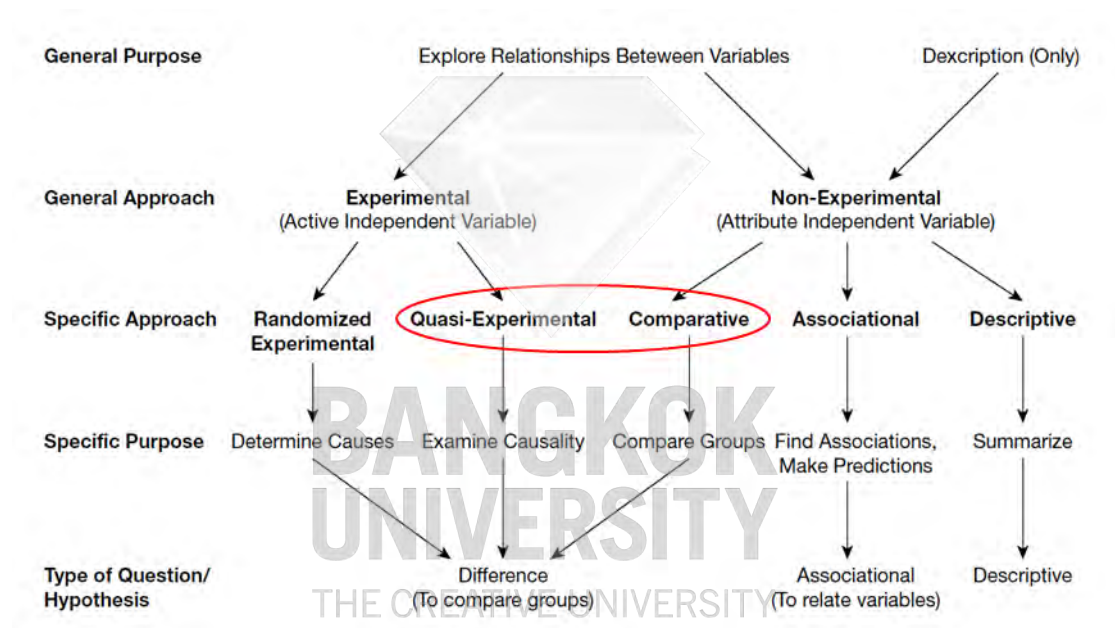 General Purpose Explore Relationships Beteween Variables Dexcription (Only)
General Approach Experimental Non-Experimental
(Active Independent Variable) (Attribute Independent Variable)
Specific Approach Randomized Quasi-Experimental Comparative Associational Descriptive
Experimental
BANGKOK
Specific Purpose Determine Causes Examine Causality Compare Groups Find Associations, Summarize
Make Predictions
UNIVERSITY
Type of Question/ Difference Associational Descriptive
Hypothesis (To compare groups) (To relate variables)
THE CREATIVE UNIVERSITY